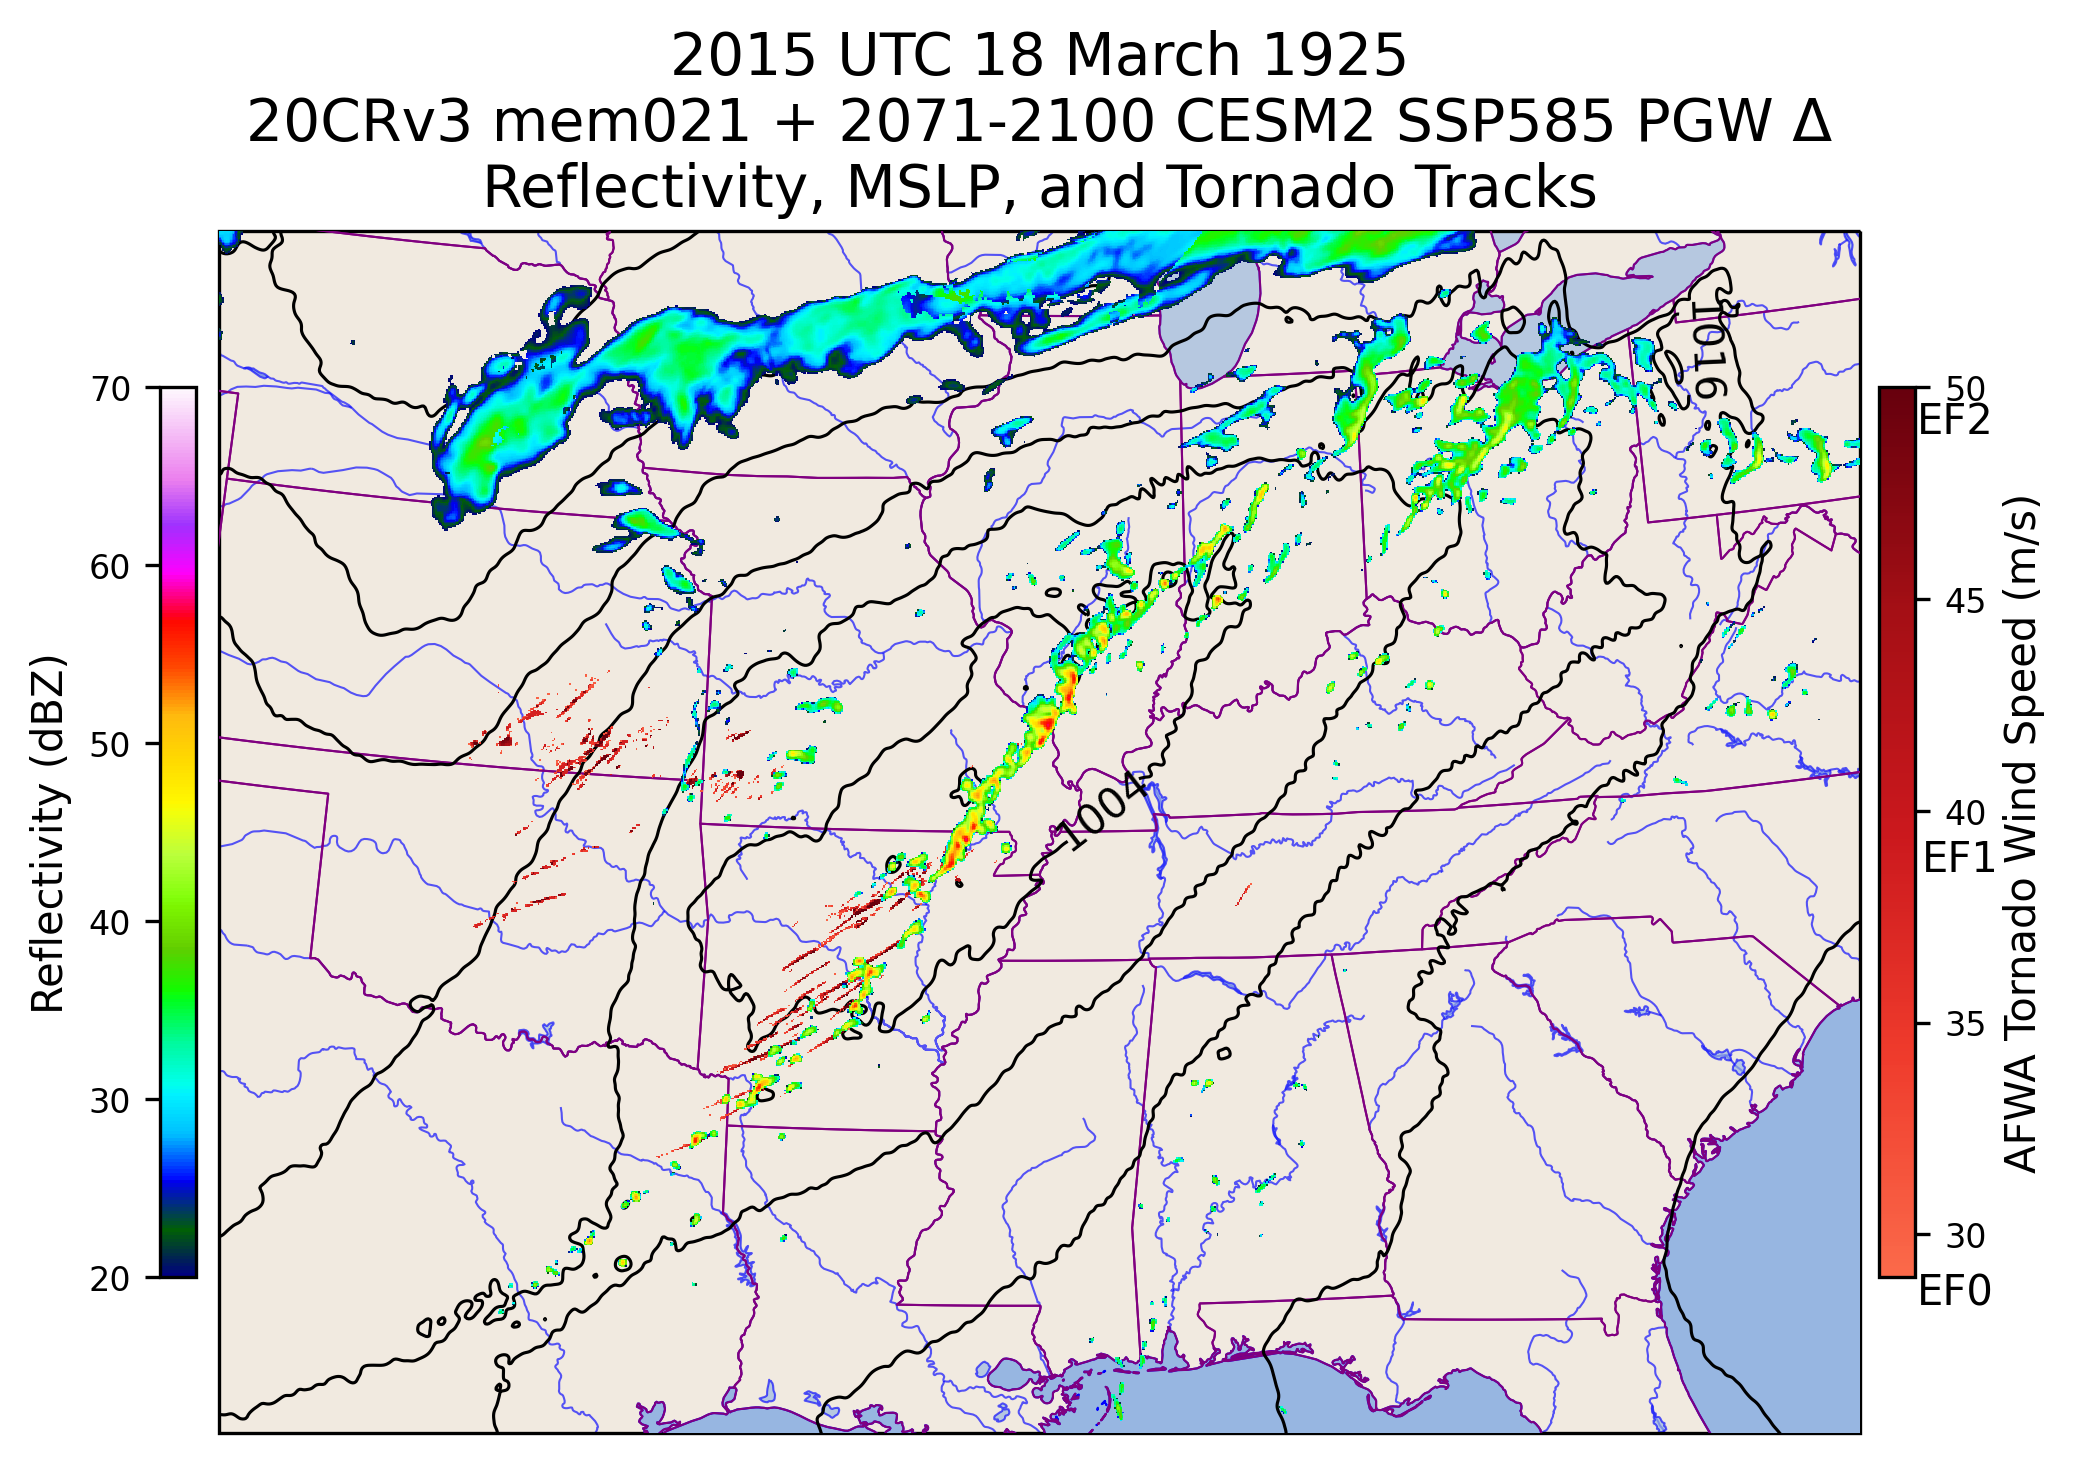 2015 UTC 18 March 1925
20CRv3 mem021 + 2071-2100 CESM2 SSP585 PGW Δ
Reflectivity, MSLP, and Tornado Tracks
Reflectivity (dBZ)
70
60
50
40
30
20
1016
1004
50
EF2
45
40
EF1
35
30
EF0
AFWA Tornado Wind Speed (m/s)